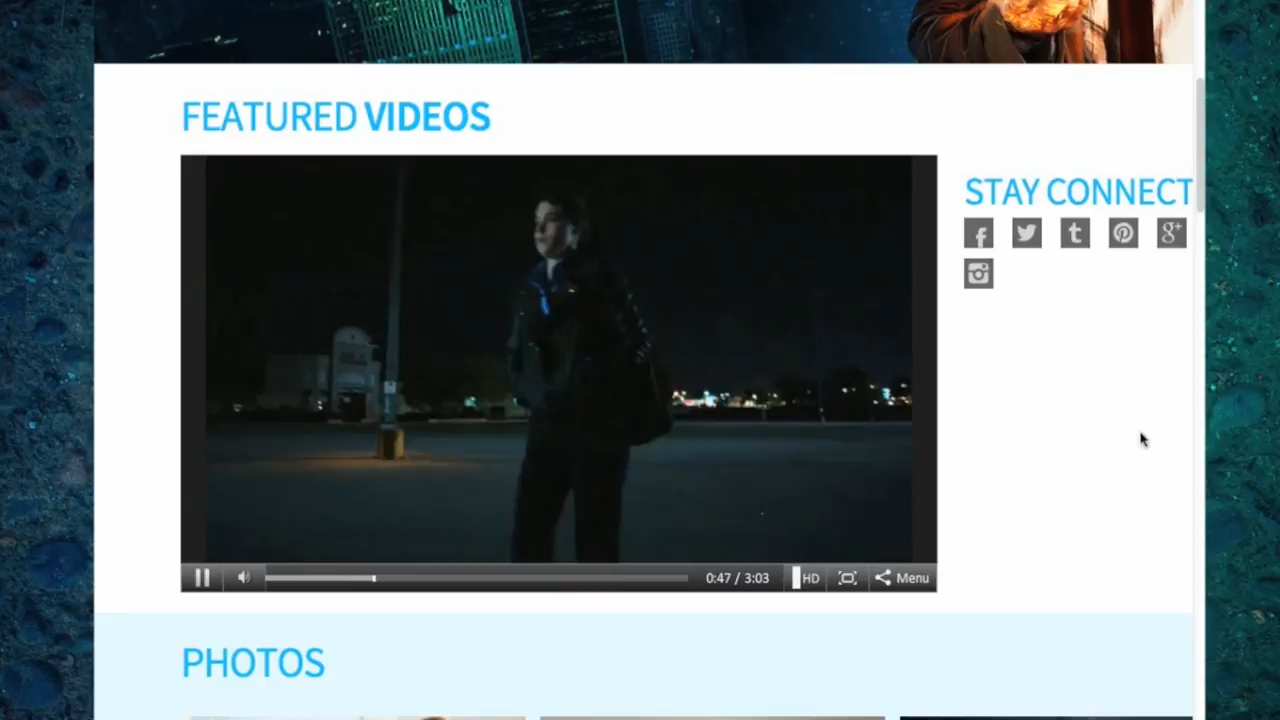 FEATURED VIDEOS
STAY CONNECT
f
t
g+
0:47 / 3:03
HD
Menu
PHOTOS